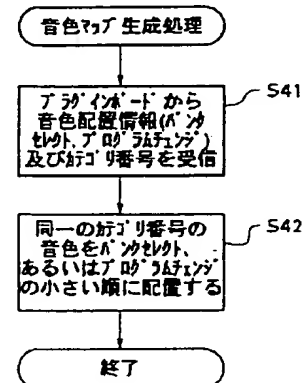 音色マップ生成処理
プラグインボードから
音色配置情報(バンク
セレクト、プログラムチェンジ)
及びカテゴリ番号を受信
S41
同一のカテゴリ番号の
音色をバンクセレクト、
あるいはプログラムチェンジ
の小さい順に配置する
S42
終了